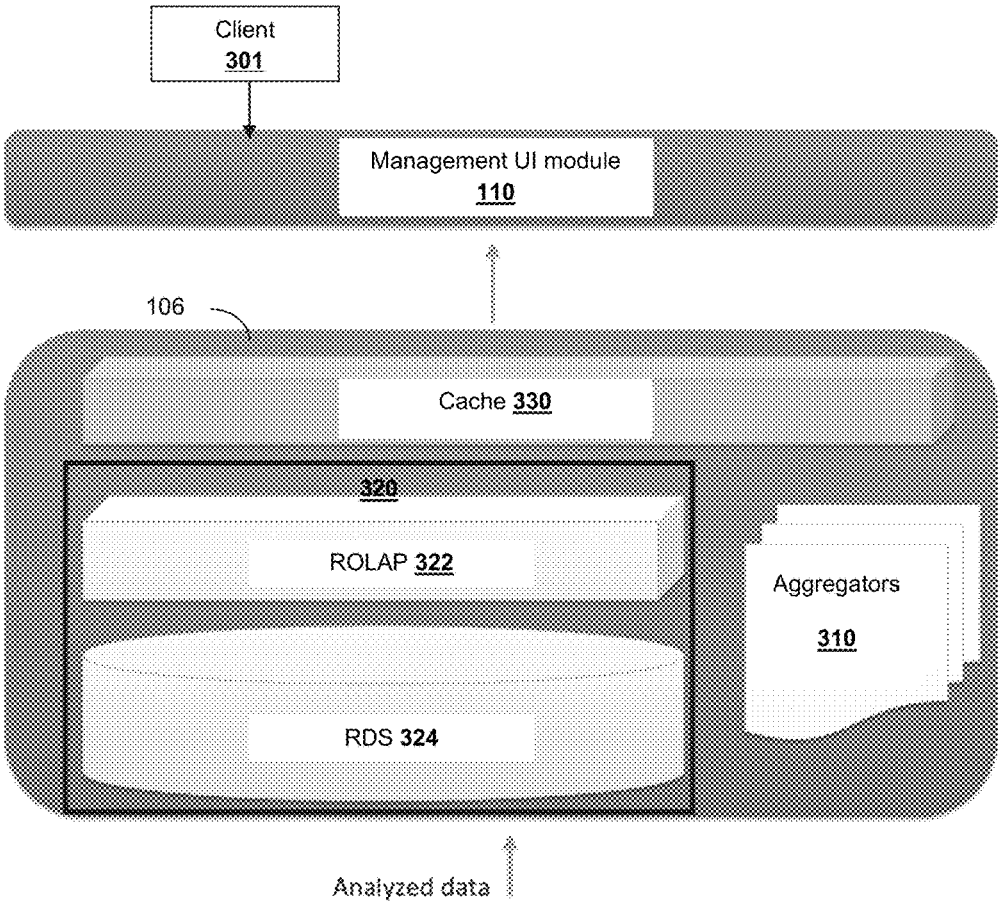 Client
301
Management UI module
110
106
Cache 330
320
ROLAP 322
Aggregators
310
RDS 324
Analyzed data